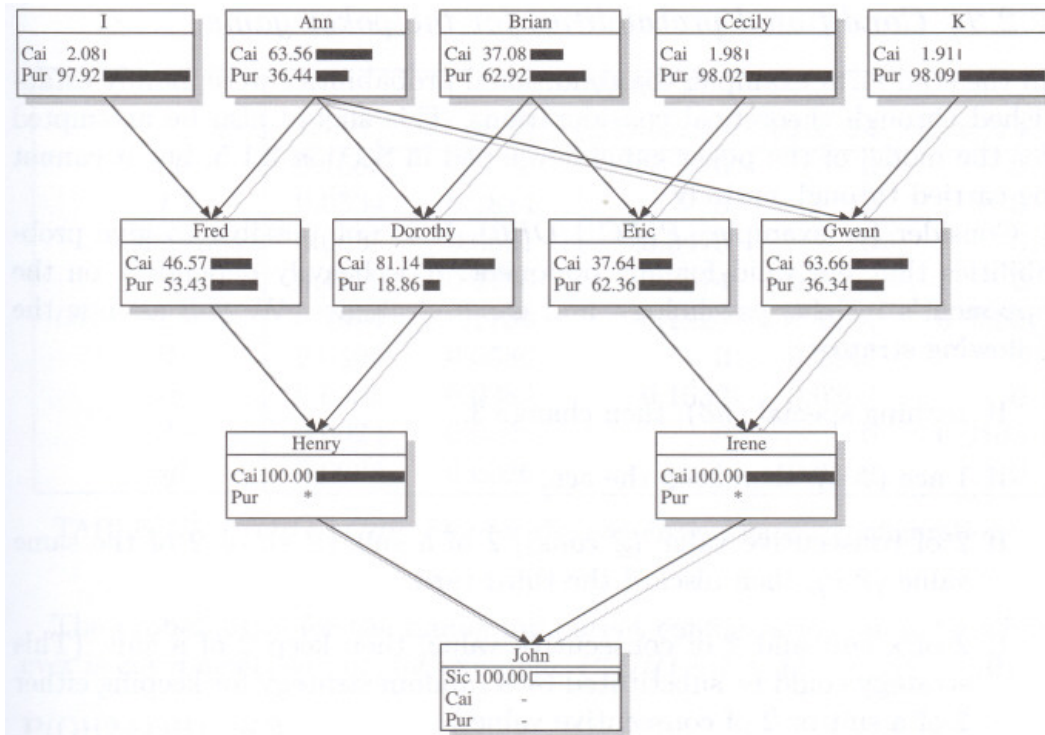 I Ann Brian Cecily K
Cai 2.08 Cai 63.56 Cai 37.08 Cai 1.98 Cai 1.91
Pur 97.92 Pur 36.44 Pur 62.92 Pur 98.02 Pur 98.09
Fred Dorothy Eric Gwenn
Cai 46.57 Cai 81.14 Cai 37.64 Cai 63.66
Pur 53.43 Pur 18.86 Pur 62.36 Pur 36.34
Henry Irene
Cai 100.00 Cai 100.00
Pur * Pur *
John
Sic 100.00
Cai -
Pur -